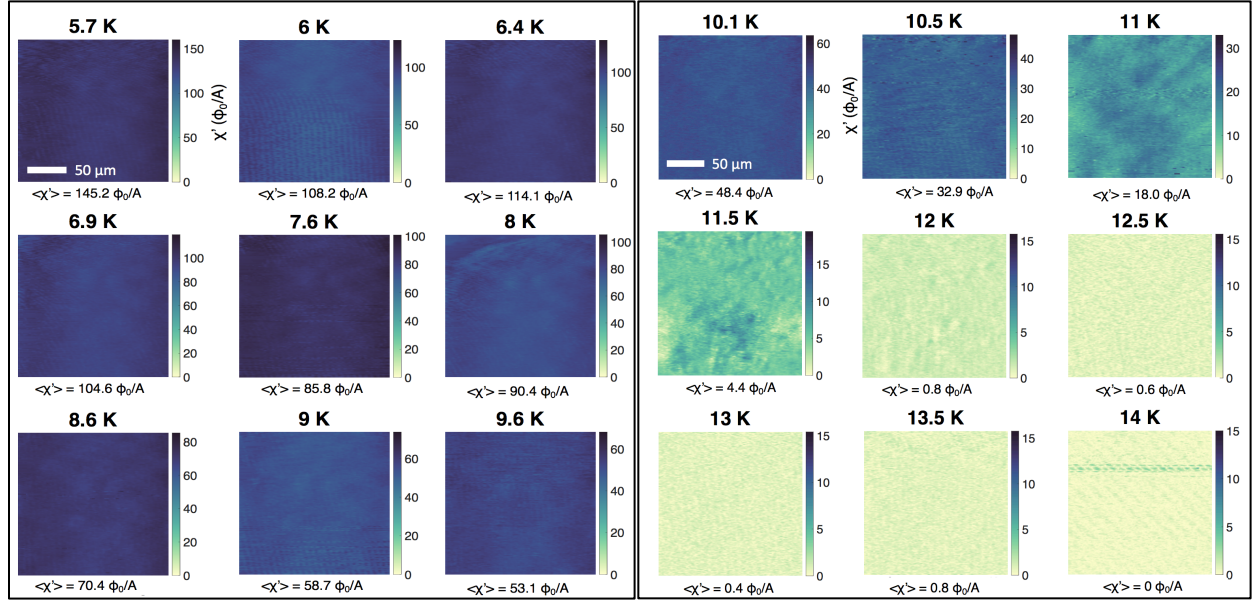 5.7 K
6 K
6.4 K
150
100
50
0
χ' (ϕ₀/A)
100
50
0
100
50
0
50 μm
<χ'> = 145.2 ϕ₀/A
<χ'> = 108.2 ϕ₀/A
<χ'> = 114.1 ϕ₀/A
6.9 K
7.6 K
8 K
100
80
60
40
20
0
100
80
60
40
20
0
100
80
60
40
20
0
<χ'> = 104.6 ϕ₀/A
<χ'> = 85.8 ϕ₀/A
<χ'> = 90.4 ϕ₀/A
8.6 K
9 K
9.6 K
80
60
40
20
0
60
40
20
0
60
40
20
0
<χ'> = 70.4 ϕ₀/A
<χ'> = 58.7 ϕ₀/A
<χ'> = 53.1 ϕ₀/A
10.1 K
10.5 K
11 K
60
40
20
0
χ' (ϕ₀/A)
40
30
20
10
0
30
20
10
0
50 μm
<χ'> = 48.4 ϕ₀/A
<χ'> = 32.9 ϕ₀/A
<χ'> = 18.0 ϕ₀/A
11.5 K
12 K
12.5 K
15
10
5
0
15
10
5
0
15
10
5
0
<χ'> = 4.4 ϕ₀/A
<χ'> = 0.8 ϕ₀/A
<χ'> = 0.6 ϕ₀/A
13 K
13.5 K
14 K
15
10
5
0
15
10
5
0
15
10
5
0
<χ'> = 0.4 ϕ₀/A
<χ'> = 0.8 ϕ₀/A
<χ'> = 0 ϕ₀/A